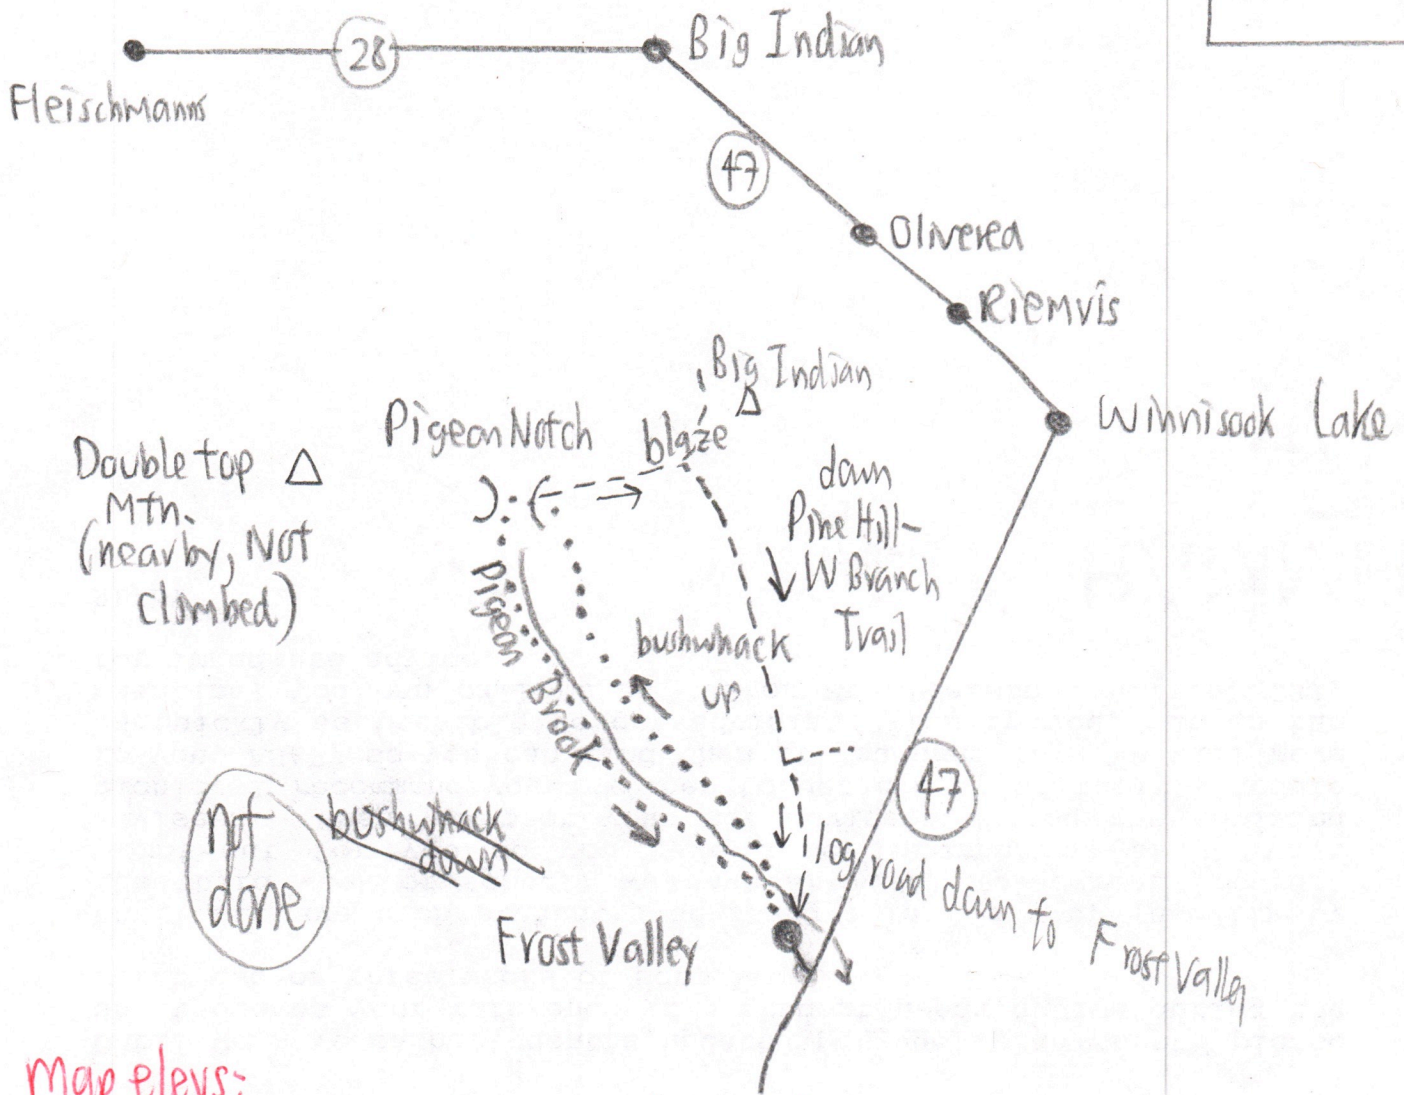 28
Big Indian
Fleischmanns
47
Oliverea
Riemvis
Big Indian
Winnisook Lake
Pigeon Notch
blaze
Double top
Mtn.
(nearby, Not
climbed)
down
Pine Hill-
W Branch
Trail
Pigeon Brook
bushwhack
up
47
not
done
bushwhack
down
log road down to Frost Valley
Frost Valley
Map elevs: